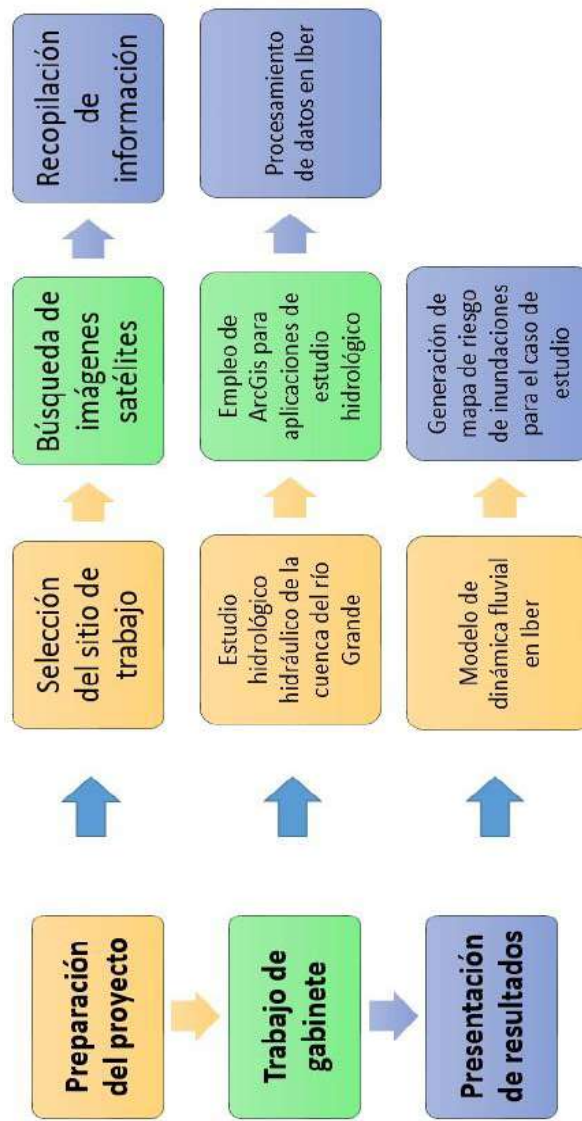 Preparación
del proyecto
Selección
del sitio de
trabajo
Búsqueda de
imágenes
satélites
Recopilación
de
información
Trabajo de
gabinete
Estudio
hidrológico
hidráulico de la
cuenca del río
Grande
Empleo de
ArcGis para
aplicaciones de
estudio
hidrológico
Procesamiento
de datos en Iber
Presentación
de resultados
Modelo de
dinámica fluvial
en Iber
Generación de
mapa de riesgo
de inundaciones
para el caso de
estudio